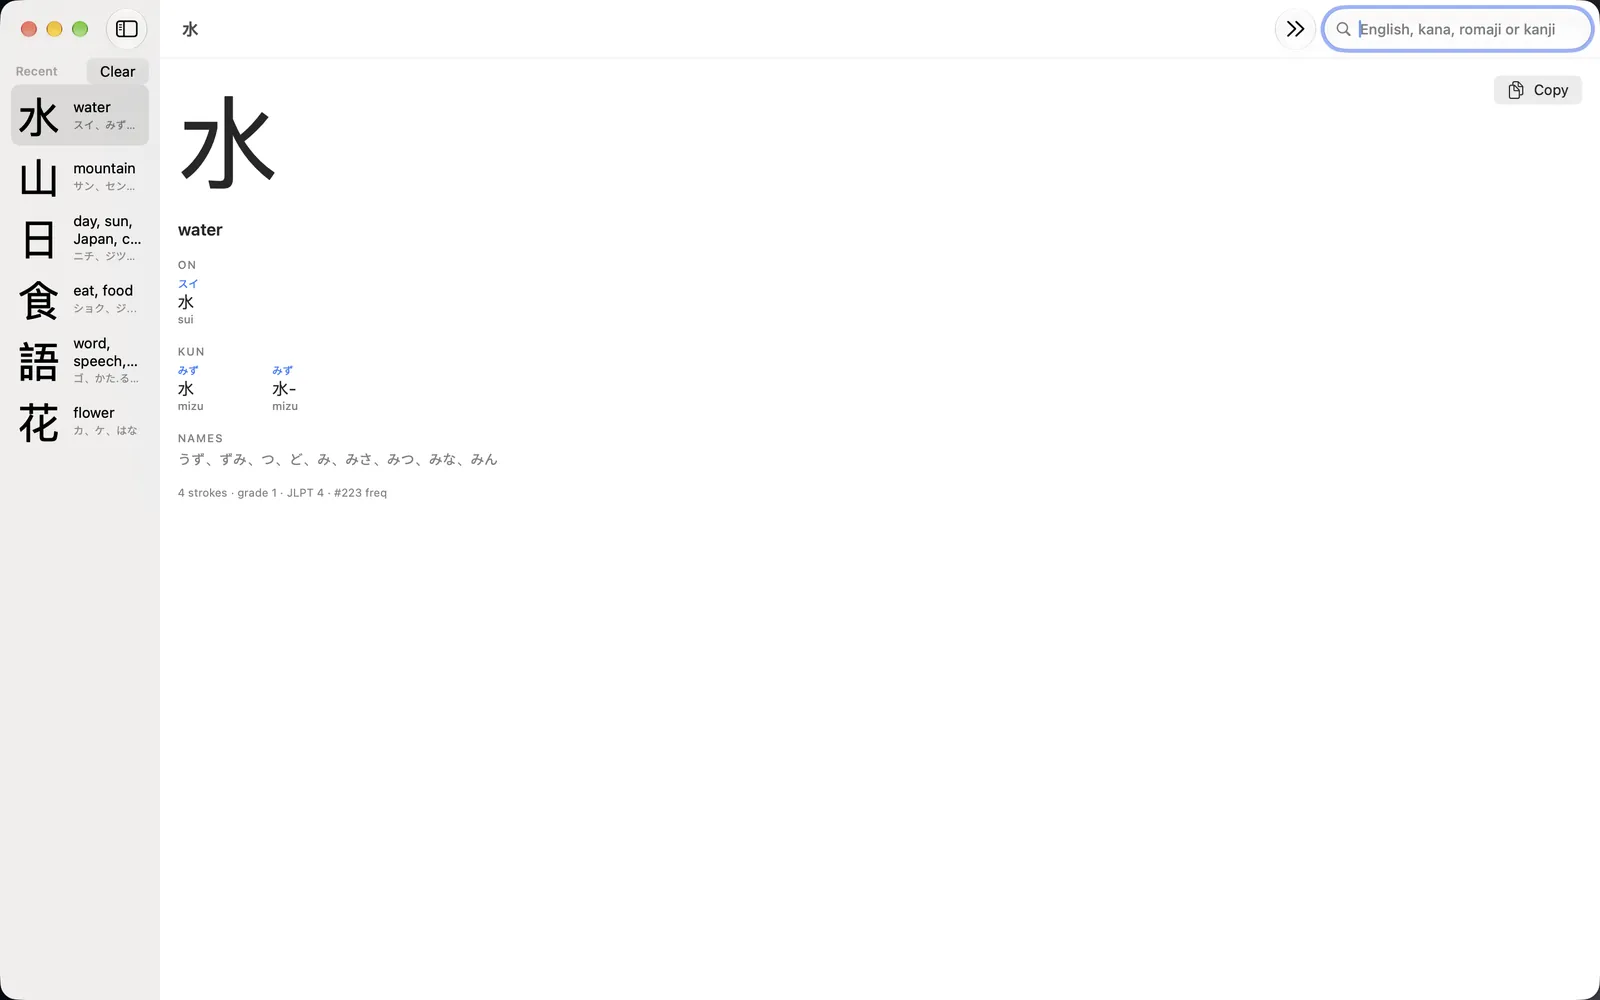 水
English, kana, romaji or kanji
Recent
Clear
水
water
スイ、みず…
山
mountain
サン、セン…
日
day, sun,
Japan, c…
ニチ、ジツ…
食
eat, food
ショク、ジ…
語
word,
speech,…
ゴ、かた.る…
花
flower
カ、ケ、はな
Copy
水
water
ON
スイ
水
sui
KUN
みず みず
水 水-
mizu mizu
NAMES
うず、ずみ、つ、ど、み、みさ、みつ、みな、みん
4 strokes · grade 1 · JLPT 4 · #223 freq